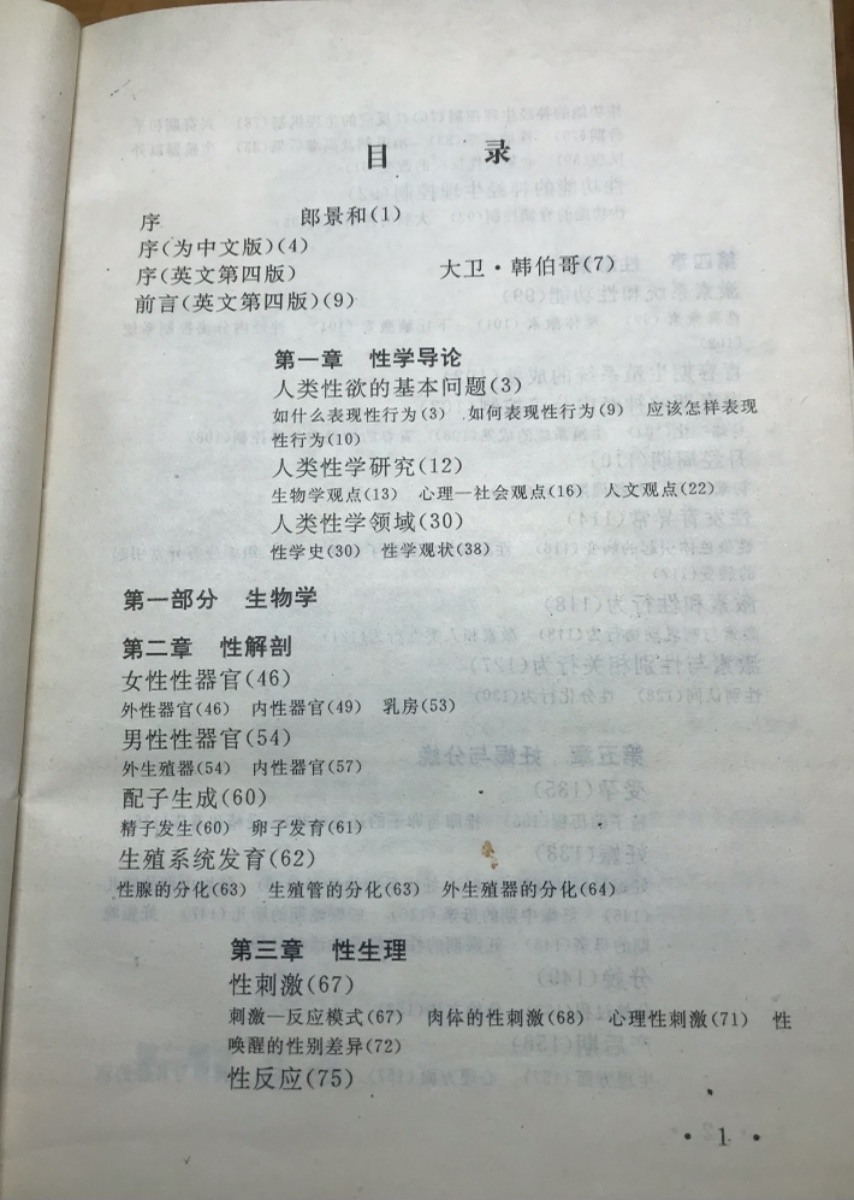 目 录
序 郎景和(1)
序(为中文版)(4)
序(英文第四版) 大卫·韩伯哥(7)
前言(英文第四版)(9)
第一章 性学导论
人类性欲的基本问题(3)
如什么表现性行为(3) 如何表现性行为(9) 应该怎样表现
性行为(10)
人类性学研究(12)
生物学观点(13) 心理—社会观点(16) 人文观点(22)
人类性学领域(30)
性学史(30) 性学观状(38)
第一部分 生物学
第二章 性解剖
女性性器官(46)
外性器官(46) 内性器官(49) 乳房(53)
男性性器官(54)
外生殖器(54) 内性器官(57)
配子生成(60)
精子发生(60) 卵子发育(61)
生殖系统发育(62)
性腺的分化(63) 生殖管的分化(63) 外生殖器的分化(64)
第三章 性生理
性刺激(67)
刺激—反应模式(67) 肉体的性刺激(68) 心理性刺激(71) 性
唤醒的性别差异(72)
性反应(75)
·1·